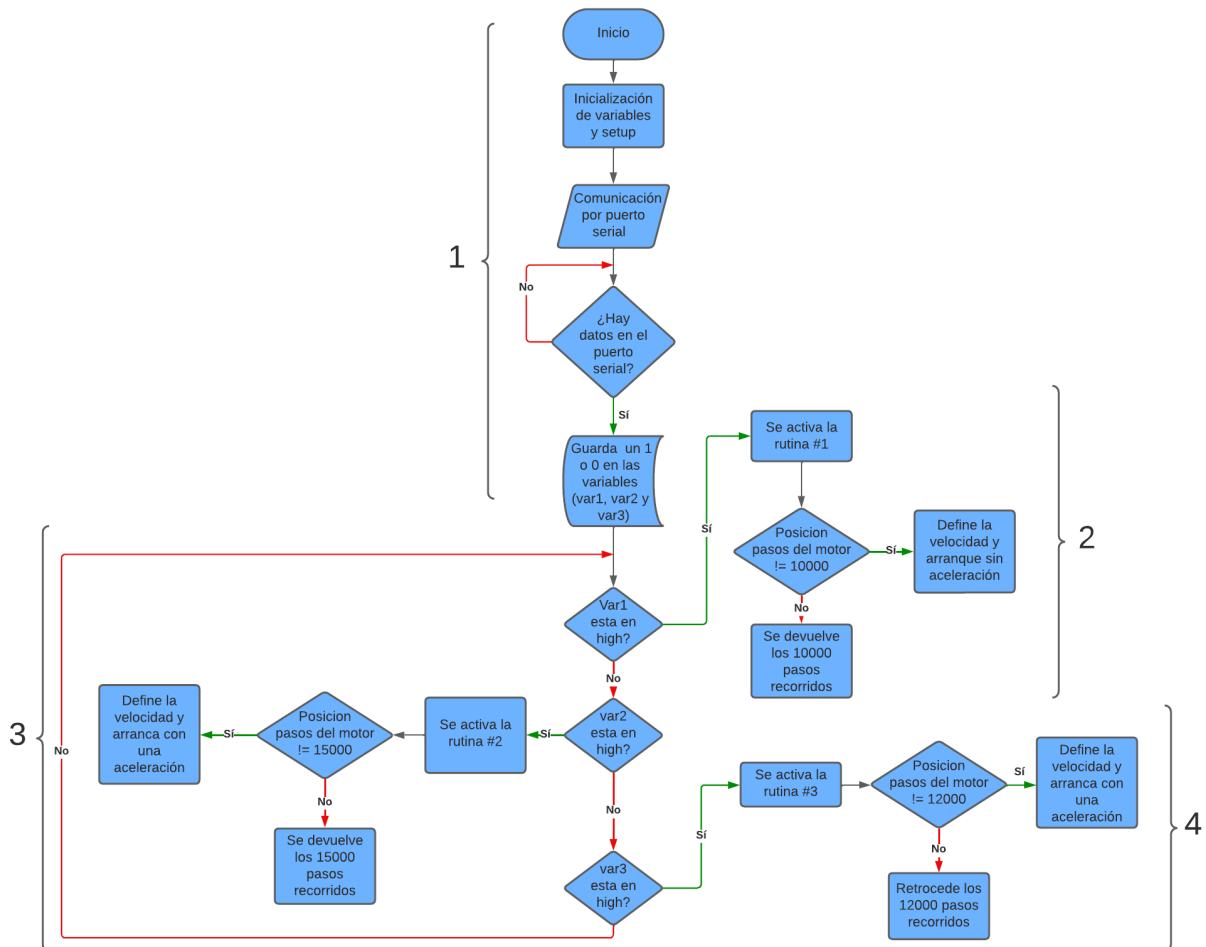 Inicio
Inicialización
de variables
y setup
Comunicación
por puerto
serial
1
No
¿Hay
datos en el
puerto
serial?
Sí
Guarda un 1
o 0 en las
variables
(var1, var2 y
var3)
Se activa la
rutina #1
Sí
Posicion
pasos del motor
!= 10000
Sí
Define la
velocidad y
arranque sin
aceleración
2
No
Se devuelve
los 10000
pasos
recorridos
Var1
esta en
high?
No
var2
esta en
high?
Sí
Se activa la
rutina #2
Posicion
pasos del motor
!= 15000
Sí
Define la
velocidad y
arranca con
una
aceleración
3
No
No
Se devuelve
los 15000
pasos
recorridos
No
var3
esta en
high?
Sí
Se activa la
rutina #3
Posicion
pasos del motor
!= 12000
Sí
Define la
velocidad y
arranca con
una
aceleración
4
No
Retrocede los
12000 pasos
recorridos